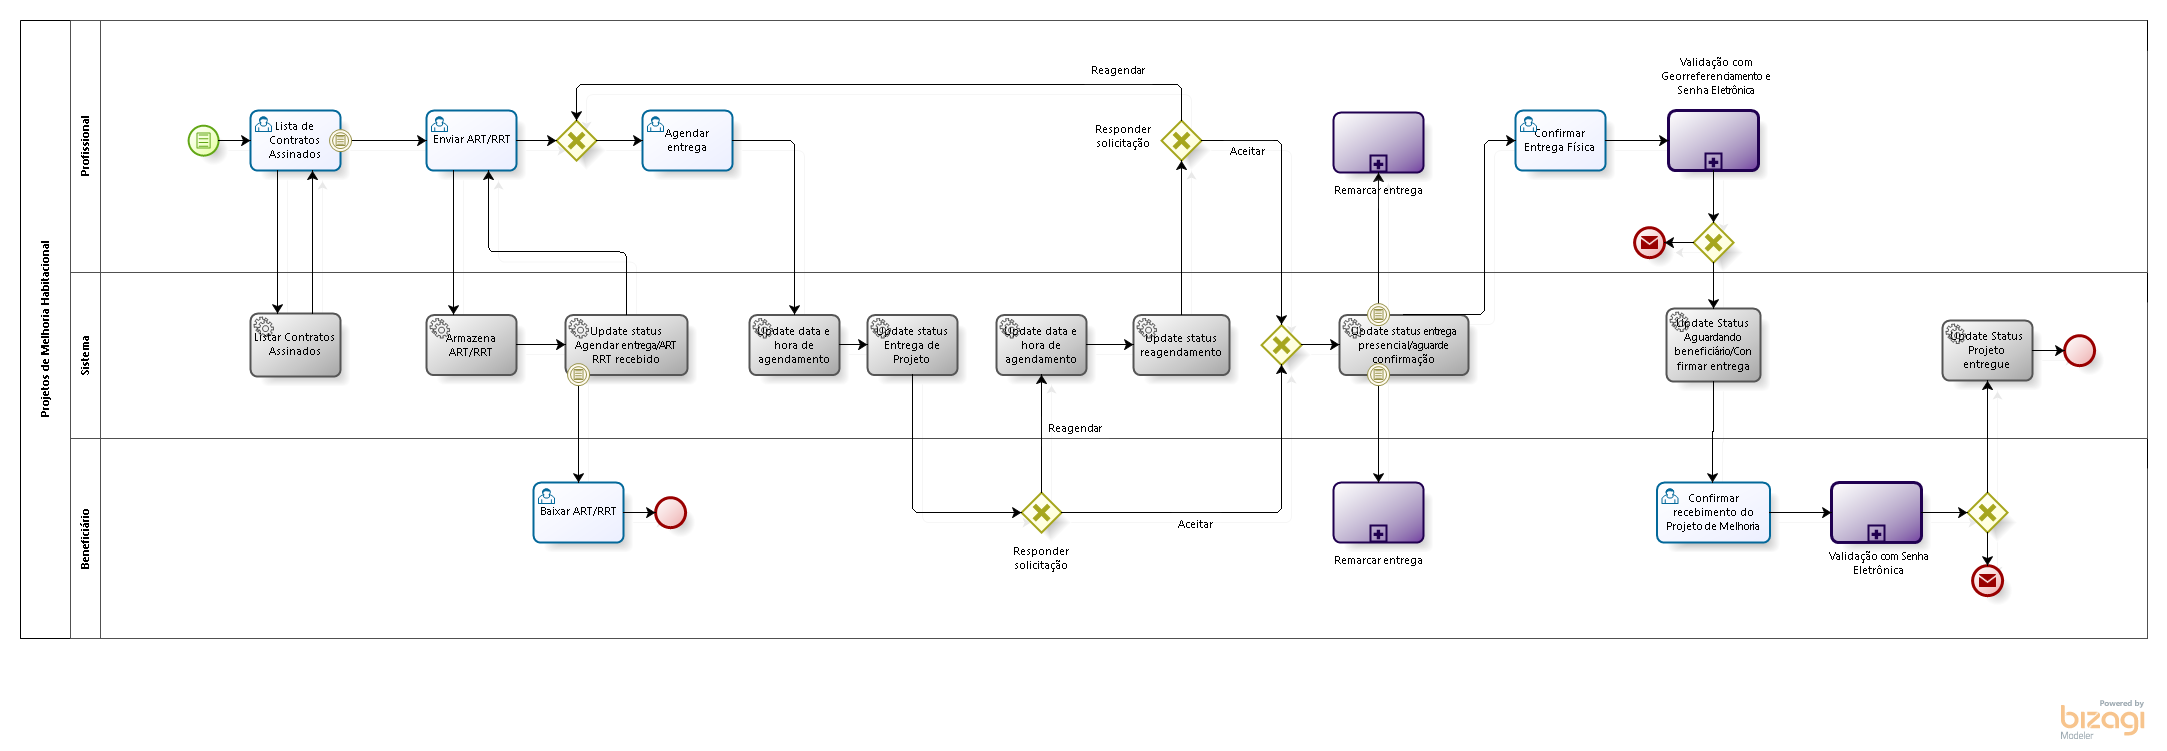 Projetos de Melhoria Habitacional
Profissional
Lista de
Contratos
Assinados
Enviar ART/RRT
Agendar
entrega
Reagendar
Responder
solicitação
Aceitar
Remarcar entrega
Confirmar
Entrega Física
Validação com
Georreferenciamento e
Senha Eletrônica
Sistema
Listar Contratos
Assinados
Armazena
ART/RRT
Update status
Agendar entrega/ART
RRT recebido
Update data e
hora de
agendamento
Update status
Entrega de
Projeto
Update data e
hora de
agendamento
Update status
reagendamento
Update status entrega
presencial/aguarde
confirmação
Update Status
Aguardando
beneficiário/Con
firmar entrega
Update Status
Projeto
entregue
Reagendar
Beneficiário
Baixar ART/RRT
Responder
solicitação
Aceitar
Remarcar entrega
Confirmar
recebimento do
Projeto de Melhoria
Validação com Senha
Eletrônica
Powered by
bizagi
Modeler